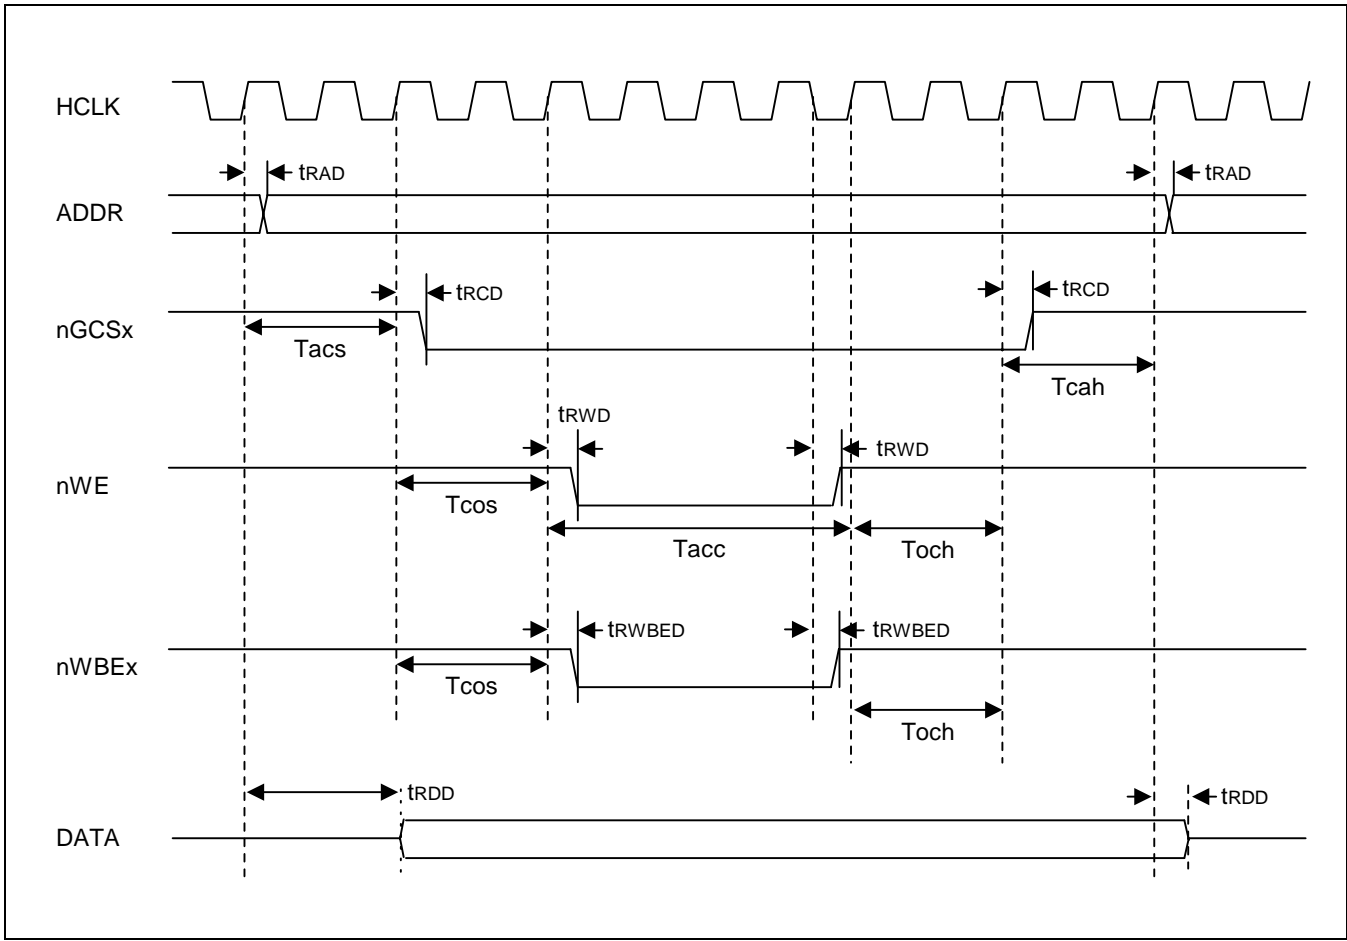 HCLK
tRAD
tRAD
ADDR
tRCD
tRCD
nGCSx
Tacs
Tcah
tRWD
tRWD
nWE
Tcos
Tacc
Toch
tRWBED
tRWBED
nWBEx
Tcos
Toch
tRDD
tRDD
DATA